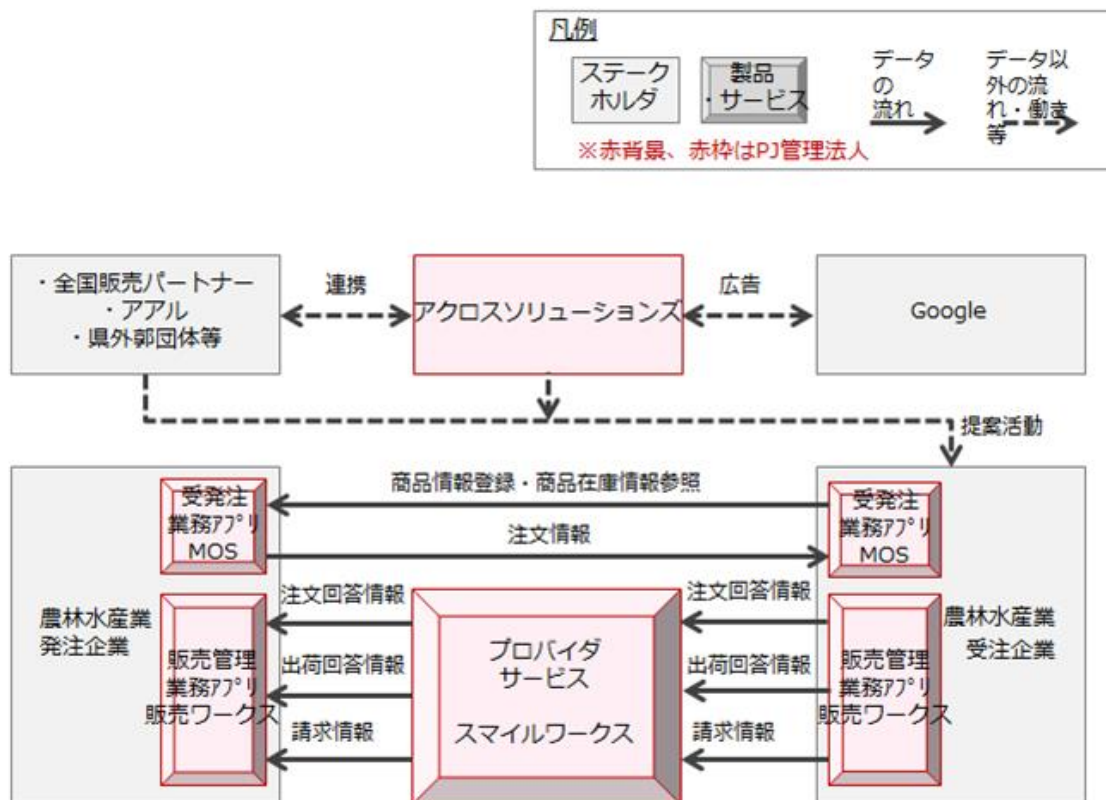 凡例
ステーク
ホルダ
製品
・サービス
データ
の
流れ
データ以
外の流
れ・働き
等
※赤背景、赤枠はPJ管理法人
・全国販売パートナー
・アアル
・県外郭団体等
連携
アクロスソリューションズ
広告
Google
提案活動
受発注
業務ｱﾌﾟﾘ
MOS
商品情報登録・商品在庫情報参照
注文情報
受発注
業務ｱﾌﾟﾘ
MOS
農林水産業
発注企業
販売管理
業務ｱﾌﾟﾘ
販売ワークス
注文回答情報
出荷回答情報
請求情報
プロバイダ
サービス
スマイルワークス
注文回答情報
出荷回答情報
請求情報
販売管理
業務ｱﾌﾟﾘ
販売ワークス
農林水産業
受注企業